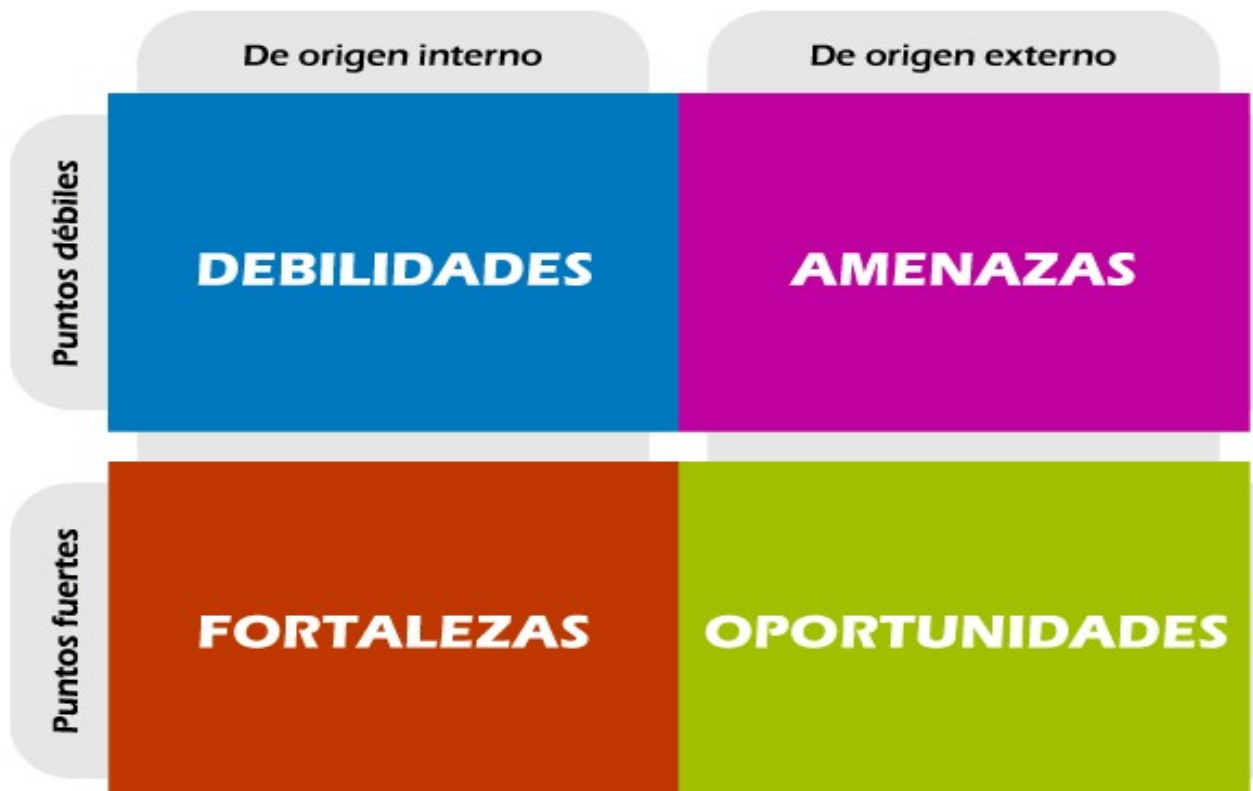 De origen interno
De origen externo
Puntos débiles
DEBILIDADES
AMENAZAS
Puntos fuertes
FORTALEZAS
OPORTUNIDADES